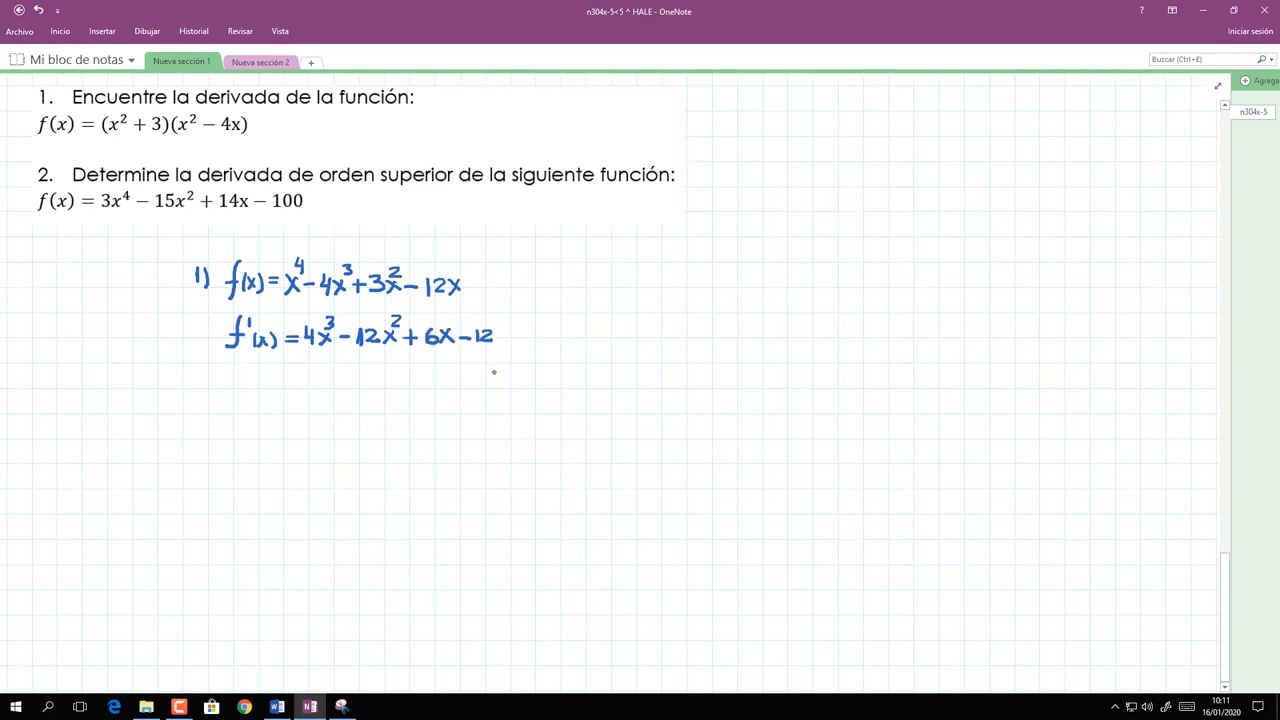 n304x-5<5 ^ HALE - OneNote
Archivo Inicio Insertar Dibujar Historial Revisar Vista Iniciar sesión
Mi bloc de notas Nueva sección 1 Nueva sección 2 + Buscar (Ctrl+E)
Agrega
n304x-5
1. Encuentre la derivada de la función:
f(x) = (x² + 3)(x² − 4x)
2. Determine la derivada de orden superior de la siguiente función:
f(x) = 3x⁴ − 15x² + 14x − 100
1) f(x) = x⁴ - 4x³ + 3x² - 12x
f'(x) = 4x³ - 12x² + 6x - 12
10:11
16/01/2020